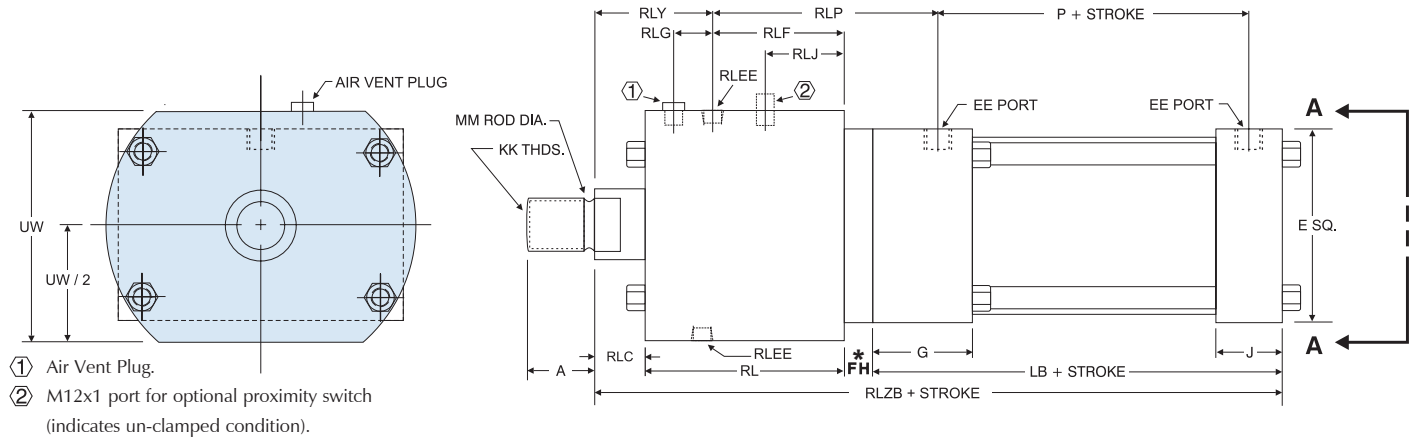 RLY
RLP
P + STROKE
RLG
RLF
RLJ
AIR VENT PLUG
1
RLEE
2
EE PORT
EE PORT
A
MM ROD DIA.
KK THDS.
UW
E SQ.
UW / 2
A
RLC
RLEE
RL
*
FH
G
J
A
LB + STROKE
RLZB + STROKE
1 Air Vent Plug.
2 M12x1 port for optional proximity switch
(indicates un-clamped condition).